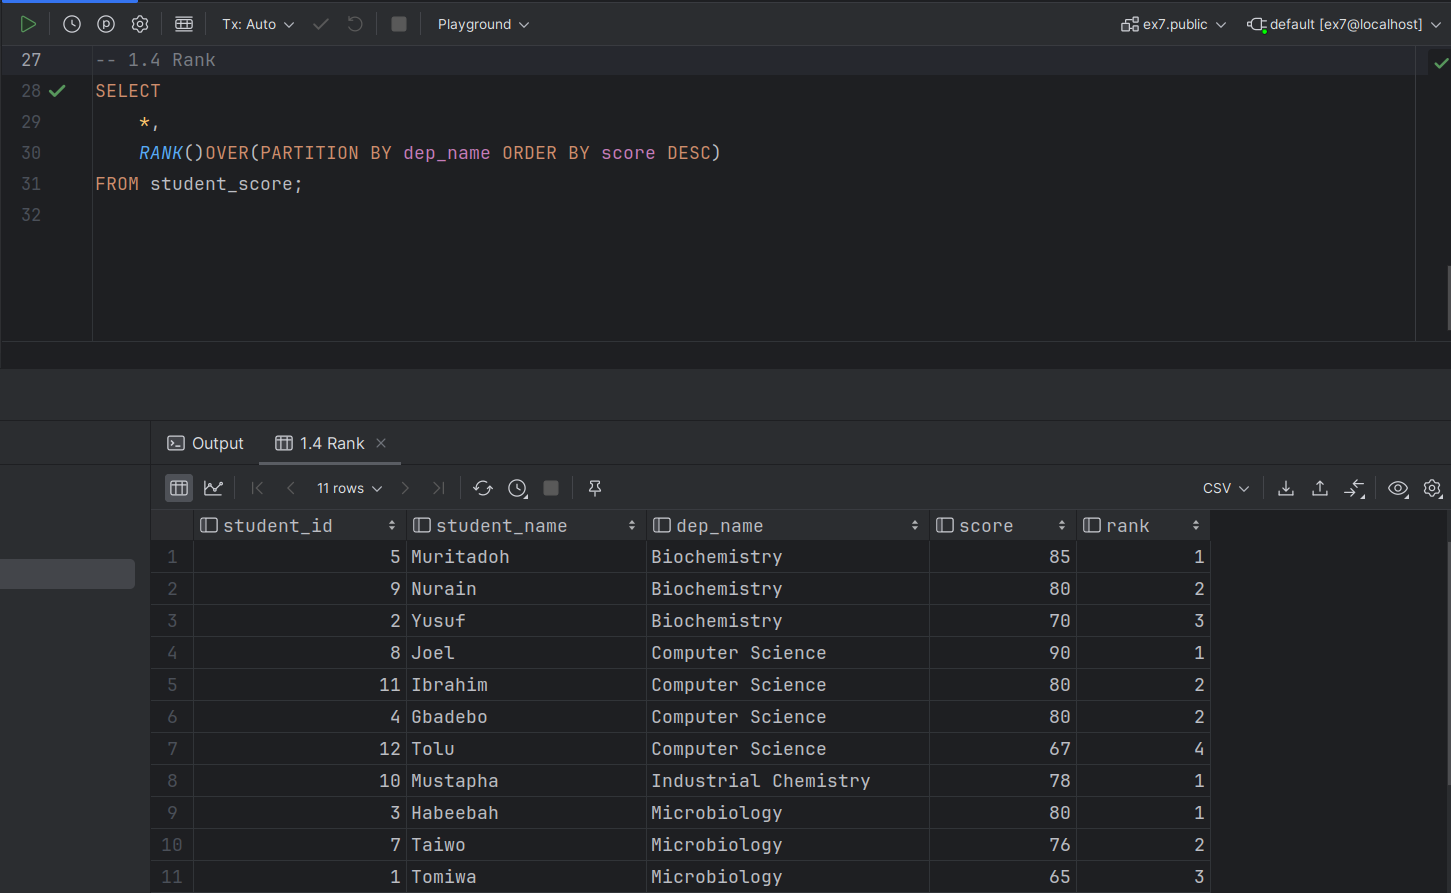 Tx: Auto Playground ex7.public default [ex7@localhost]
27 -- 1.4 Rank
28 SELECT
29 *,
30 RANK()OVER(PARTITION BY dep_name ORDER BY score DESC)
31 FROM student_score;
32
Output 1.4 Rank
11 rows CSV
student_id student_name dep_name score rank
1 5 Muritadoh Biochemistry 85 1
2 9 Nurain Biochemistry 80 2
3 2 Yusuf Biochemistry 70 3
4 8 Joel Computer Science 90 1
5 11 Ibrahim Computer Science 80 2
6 4 Gbadebo Computer Science 80 2
7 12 Tolu Computer Science 67 4
8 10 Mustapha Industrial Chemistry 78 1
9 3 Habeebah Microbiology 80 1
10 7 Taiwo Microbiology 76 2
11 1 Tomiwa Microbiology 65 3